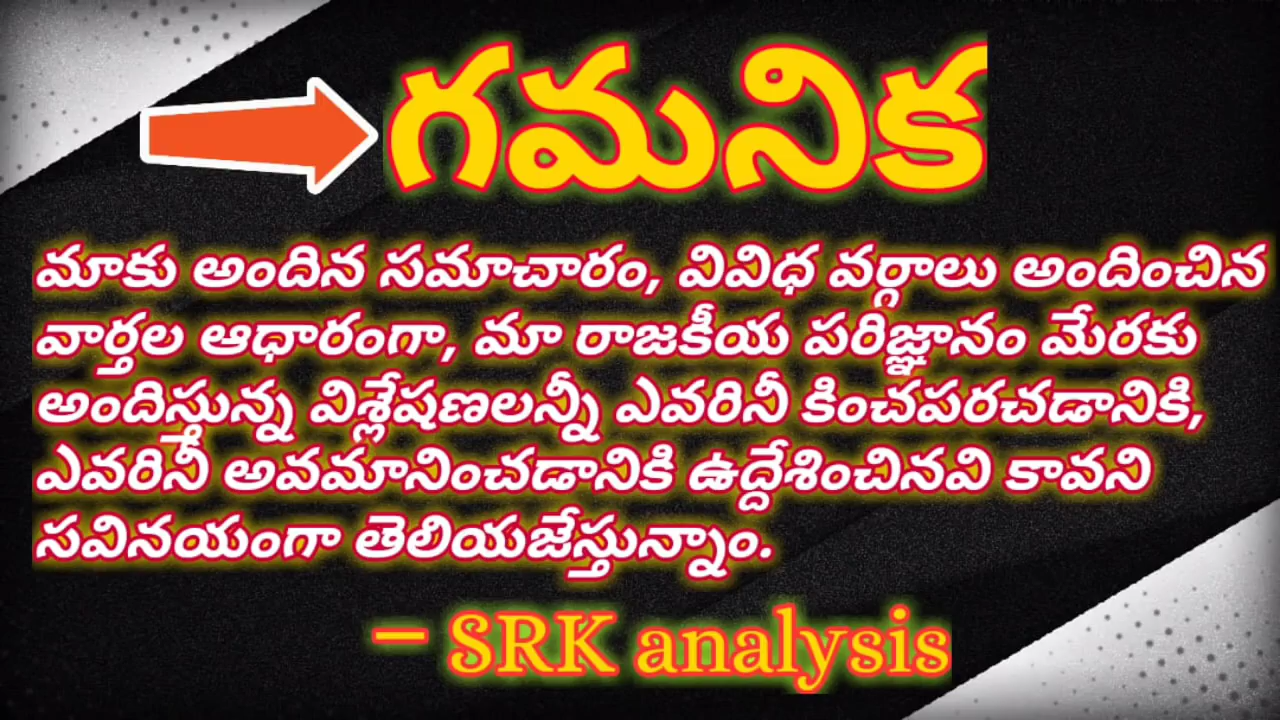 గమనిక
మాకు అందిన సమాచారం, వివిధ వర్గాలు అందించిన
వార్తల ఆధారంగా, మా రాజకీయ పరిజ్ఞానం మేరకు
అందిస్తున్న విశ్లేషణలన్నీ ఎవరినీ కించపరచడానికి,
ఎవరినీ అవమానించడానికి ఉద్దేశించినవి కావని
సవినయంగా తెలియజేస్తున్నాం.
– SRK analysis